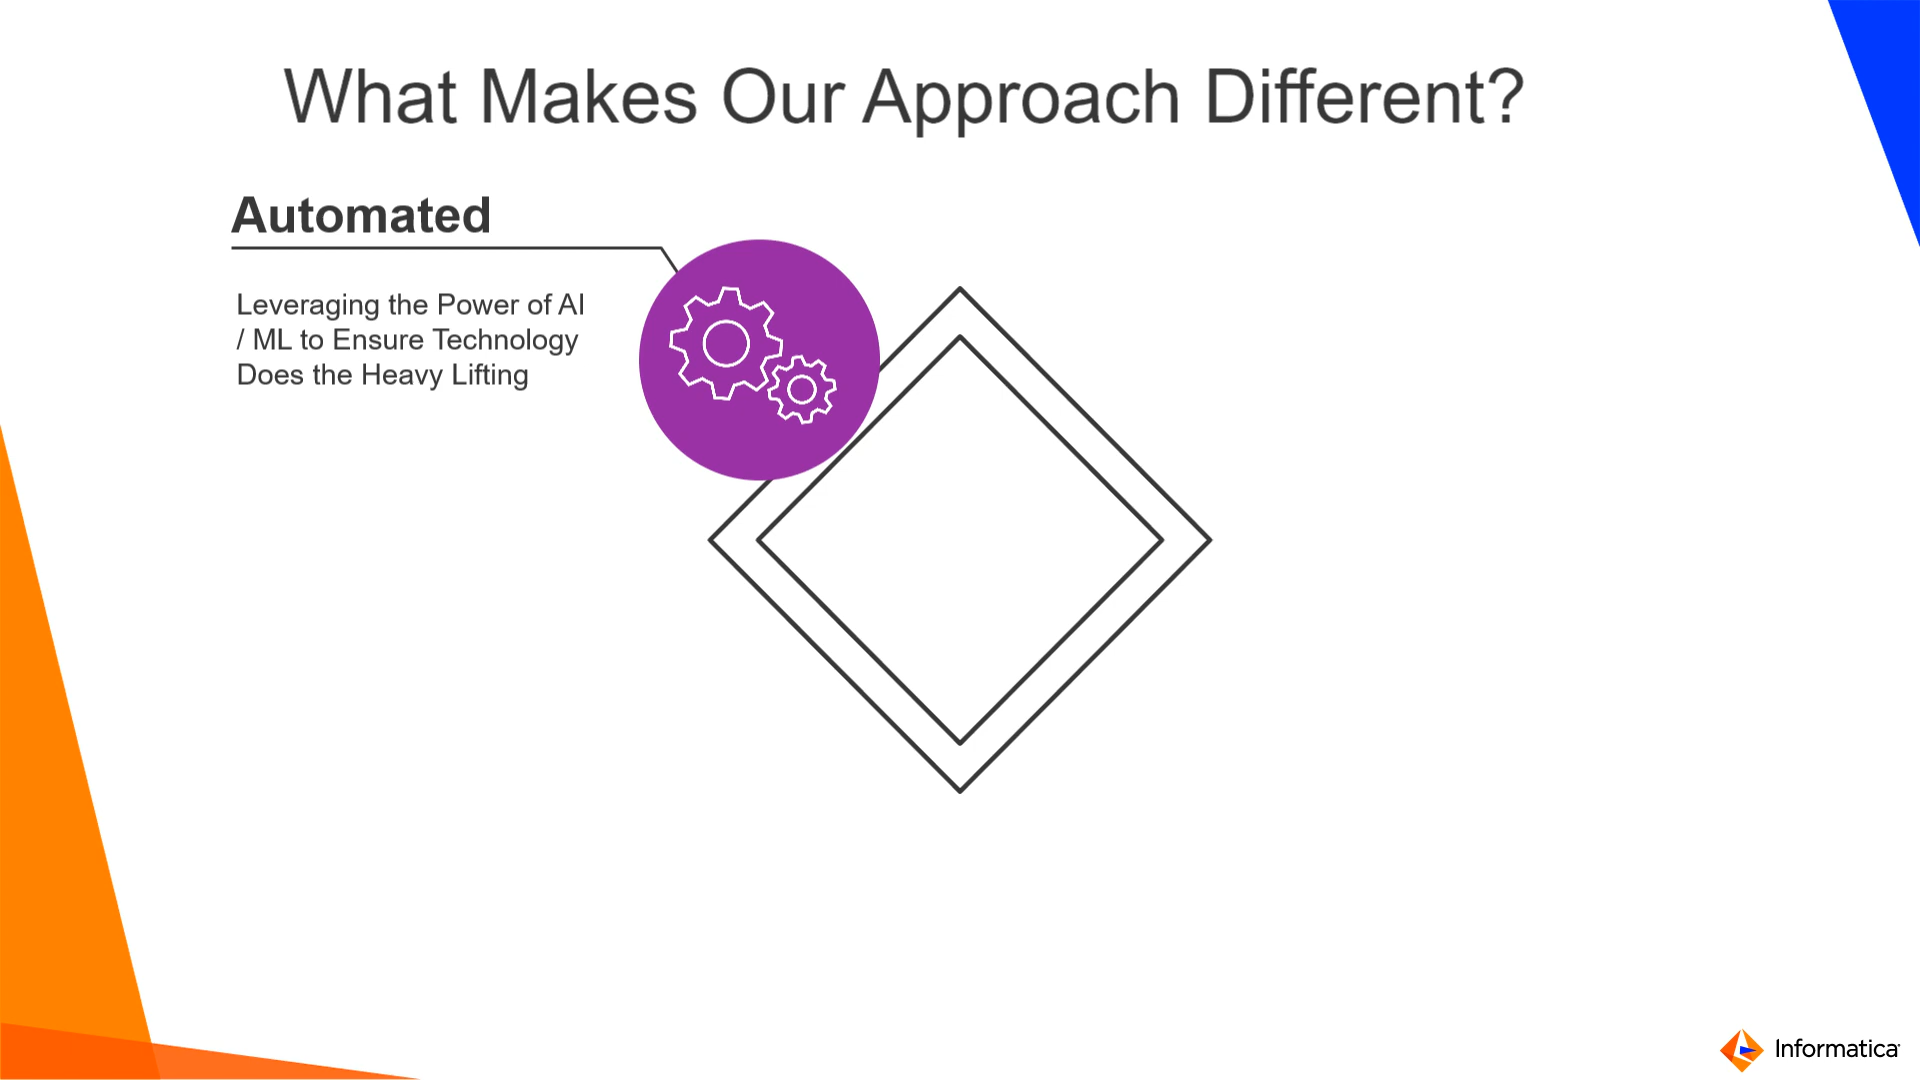 What Makes Our Approach Different?
Automated
Leveraging the Power of AI
/ ML to Ensure Technology
Does the Heavy Lifting
Informatica